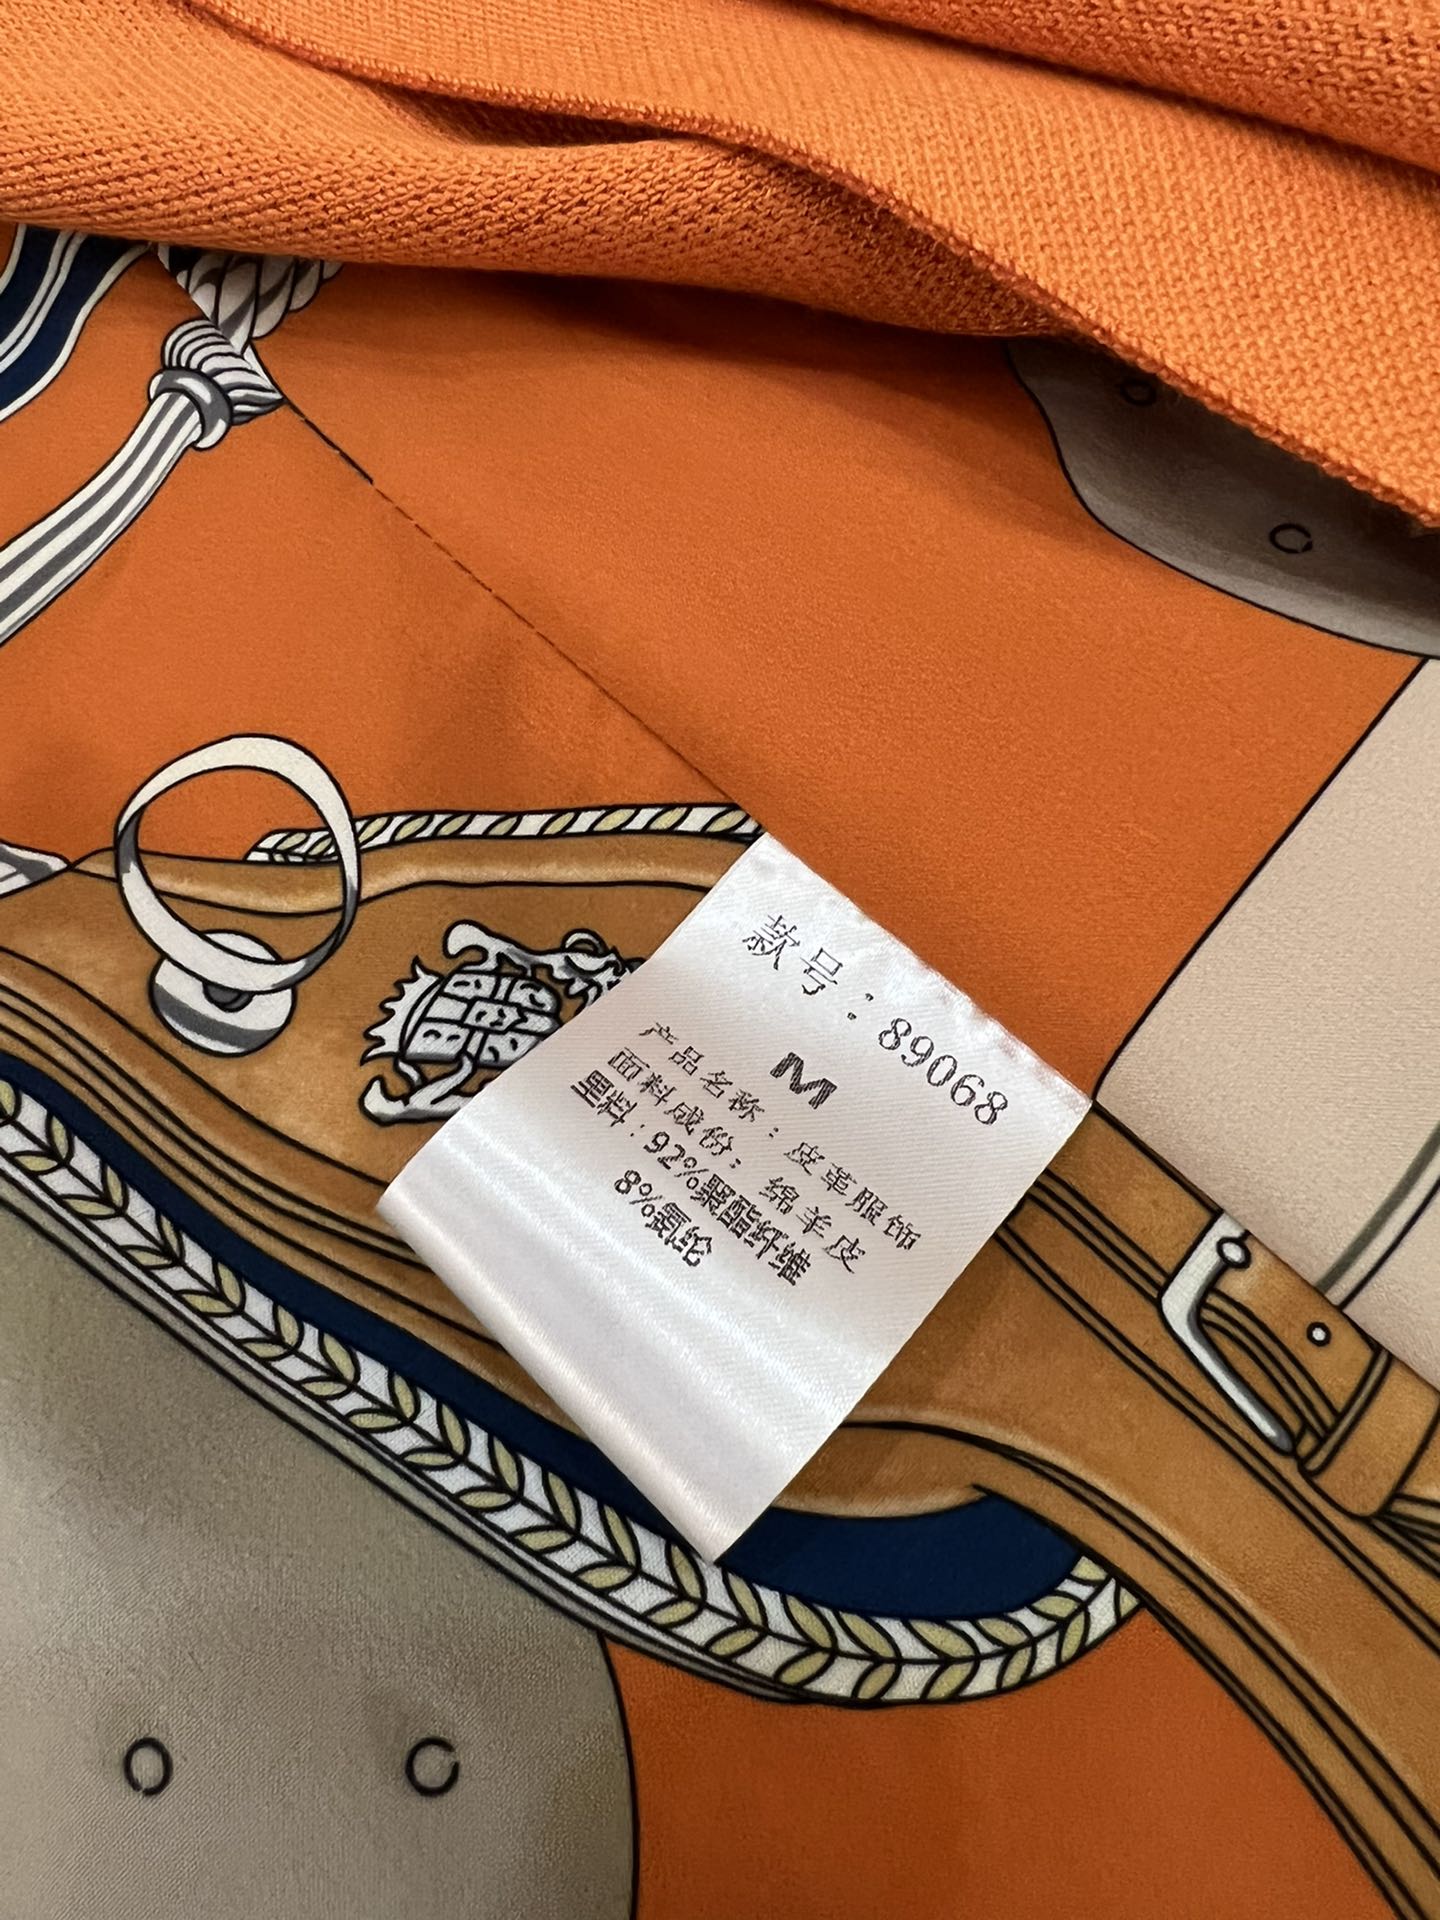 款号：89068
M
产品名称：皮革服饰
面料成份：绵羊皮
里料：92%聚酯纤维
8%氨纶